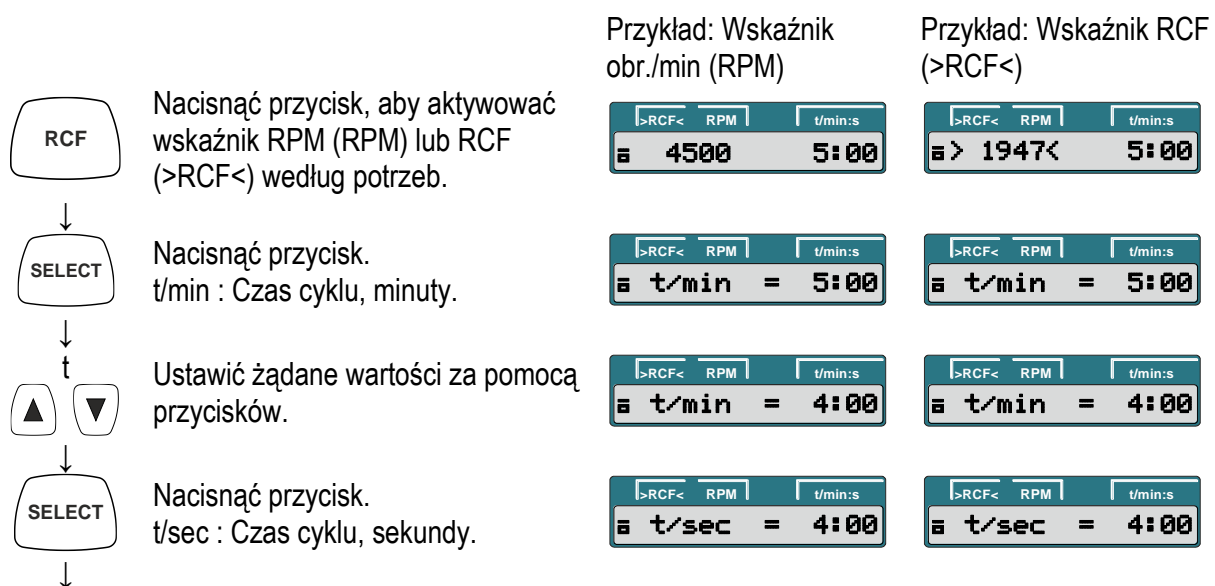 Przykład: Wskaźnik
obr./min (RPM)
Przykład: Wskaźnik RCF
(>RCF<)
RCF
Nacisnąć przycisk, aby aktywować
wskaźnik RPM (RPM) lub RCF
(>RCF<) według potrzeb.
>RCF< RPM t/min:s
4500 5:00
>RCF< RPM t/min:s
> 1947< 5:00
↓
SELECT
Nacisnąć przycisk.
t/min : Czas cyklu, minuty.
>RCF< RPM t/min:s
t/min = 5:00
>RCF< RPM t/min:s
t/min = 5:00
↓
t
▲ ▼
Ustawić żądane wartości za pomocą
przycisków.
>RCF< RPM t/min:s
t/min = 4:00
>RCF< RPM t/min:s
t/min = 4:00
↓
SELECT
Nacisnąć przycisk.
t/sec : Czas cyklu, sekundy.
>RCF< RPM t/min:s
t/sec = 4:00
>RCF< RPM t/min:s
t/sec = 4:00
↓